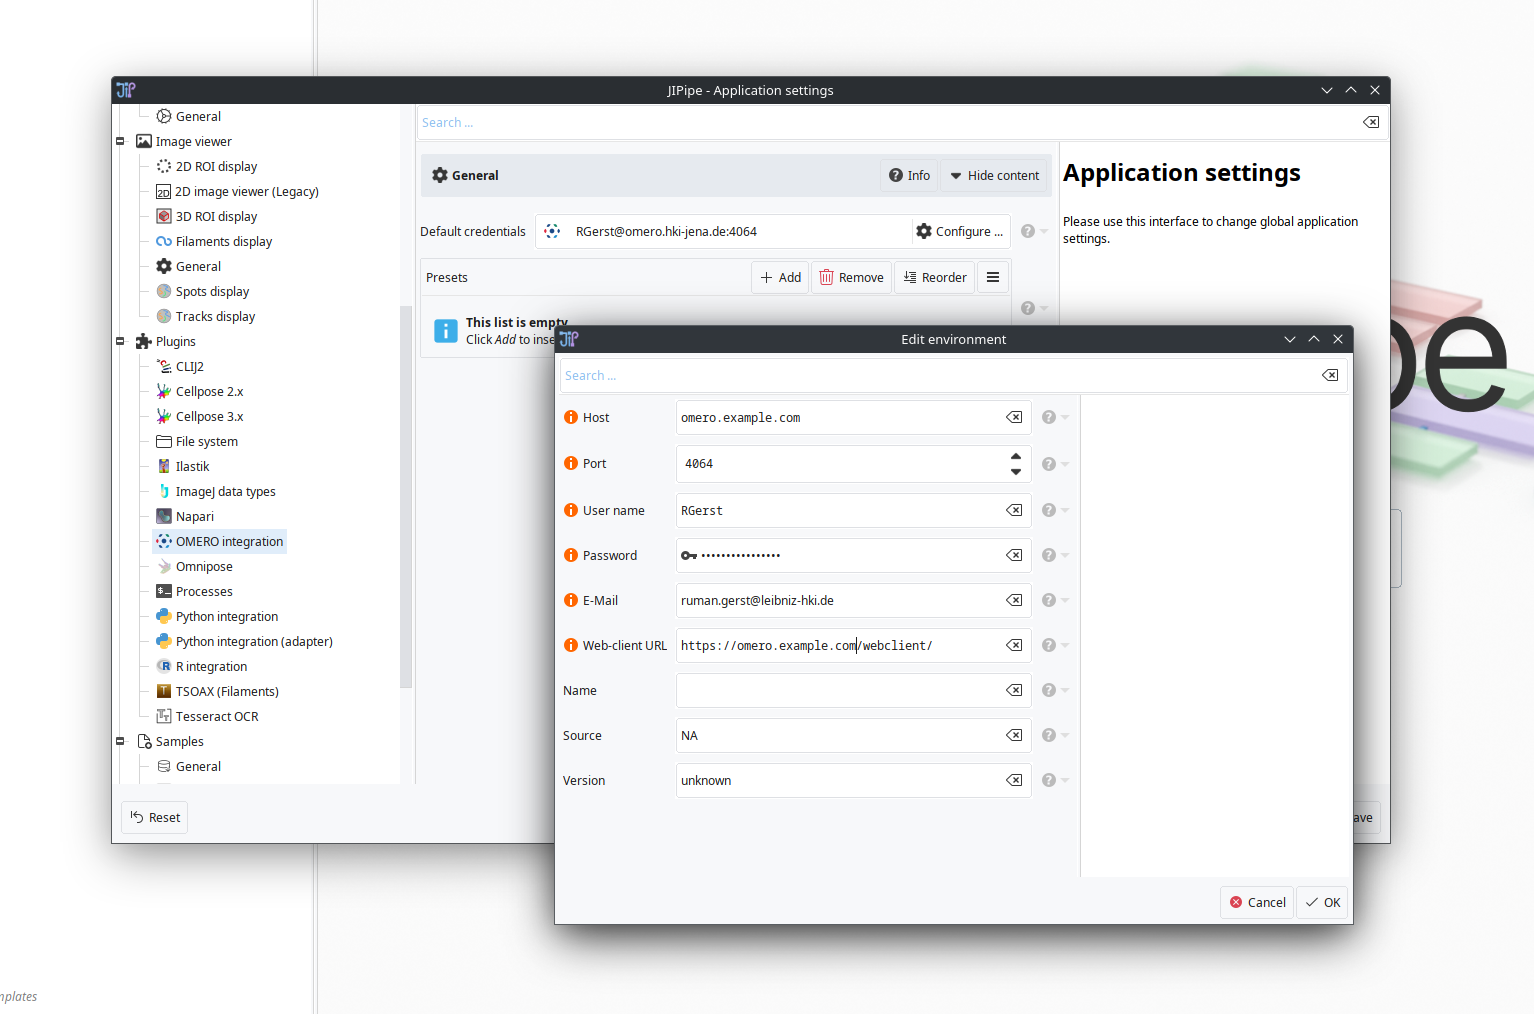 JIPipe - Application settings
General
Image viewer
2D ROI display
2D image viewer (Legacy)
3D ROI display
Filaments display
General
Spots display
Tracks display
Plugins
CLIJ2
Cellpose 2.x
Cellpose 3.x
File system
Ilastik
ImageJ data types
Napari
OMERO integration
Omnipose
Processes
Python integration
Python integration (adapter)
R integration
TSOAX (Filaments)
Tesseract OCR
Samples
General
Reset
Search ...
General
Info
Hide content
Default credentials
RGerst@omero.hki-jena.de:4064
Configure ...
Presets
Add
Remove
Reorder
This list is empty
Click Add to inse
Application settings
Please use this interface to change global application
settings.
ave
Edit environment
Search ...
Host
omero.example.com
Port
4064
User name
RGerst
Password
••••••••••••••••
E-Mail
ruman.gerst@leibniz-hki.de
Web-client URL
https://omero.example.com/webclient/
Name
Source
NA
Version
unknown
Cancel
OK
pe
mplates